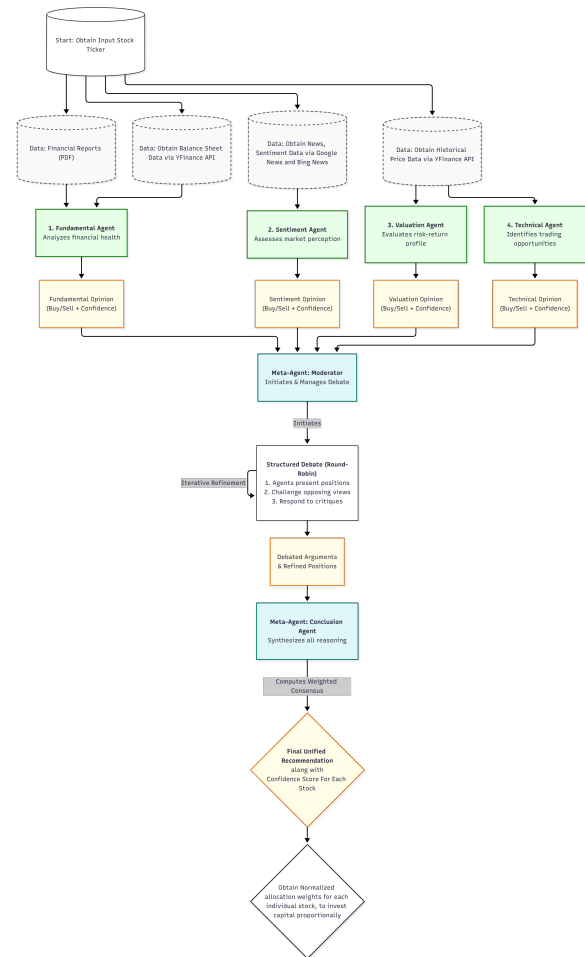 Start: Obtain Input Stock
Ticker
Data: Financial Reports
(PDF)
Data: Obtain Balance Sheet
Data via YFinance API
Data: Obtain News,
Sentiment Data via Google
News and Bing News
Data: Obtain Historical
Price Data via YFinance API
1. Fundamental Agent
Analyzes financial health
2. Sentiment Agent
Assesses market perception
3. Valuation Agent
Evaluates risk-return
profile
4. Technical Agent
Identifies trading
opportunities
Fundamental Opinion
(Buy/Sell + Confidence)
Sentiment Opinion
(Buy/Sell + Confidence)
Valuation Opinion
(Buy/Sell + Confidence)
Technical Opinion
(Buy/Sell + Confidence)
Meta-Agent: Moderator
Initiates & Manages Debate
Initiates
Structured Debate (Round-
Robin)
1. Agents present positions
2. Challenge opposing views
3. Respond to critiques
Iterative Refinement
Debated Arguments
& Refined Positions
Meta-Agent: Conclusion
Agent
Synthesizes all reasoning
Computes Weighted
Consensus
Final Unified
Recommendation
along with
Confidence Score For Each
Stock
Obtain Normalized
allocation weights for each
individual stock, to invest
capital proportionally